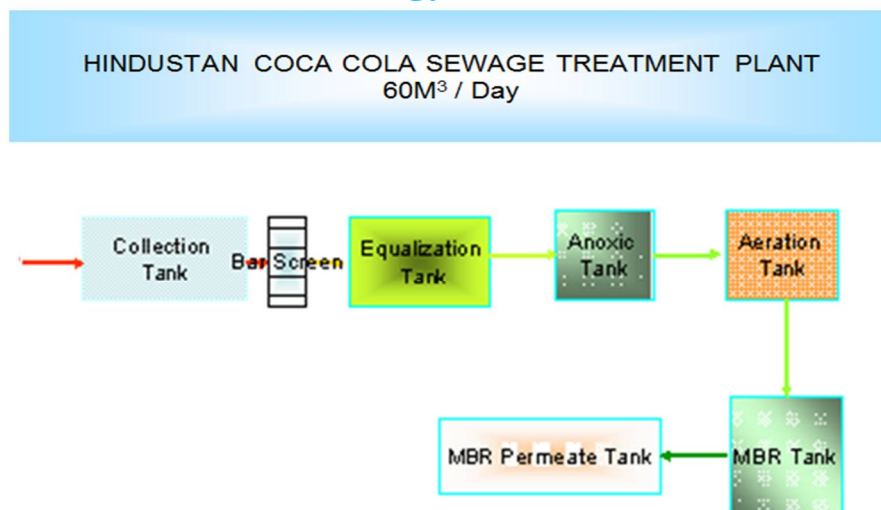 HINDUSTAN COCA COLA SEWAGE TREATMENT PLANT
60M³ / Day
Collection
Tank
Bar Screen
Equalization
Tank
Anoxic
Tank
Aeration
Tank
MBR Permeate Tank
MBR Tank